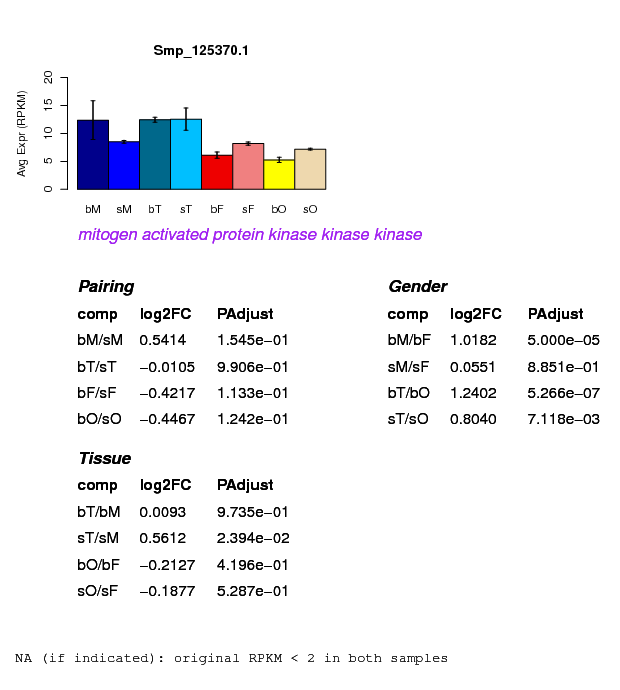 Smp_125370.1
Avg Expr (RPKM)
0 5 10 15 20
bM sM bT sT bF sF bO sO
mitogen activated protein kinase kinase kinase
Pairing
comp log2FC PAdjust
bM/sM 0.5414 1.545e−01
bT/sT −0.0105 9.906e−01
bF/sF −0.4217 1.133e−01
bO/sO −0.4467 1.242e−01
Gender
comp log2FC PAdjust
bM/bF 1.0182 5.000e−05
sM/sF 0.0551 8.851e−01
bT/bO 1.2402 5.266e−07
sT/sO 0.8040 7.118e−03
Tissue
comp log2FC PAdjust
bT/bM 0.0093 9.735e−01
sT/sM 0.5612 2.394e−02
bO/bF −0.2127 4.196e−01
sO/sF −0.1877 5.287e−01
NA (if indicated): original RPKM < 2 in both samples